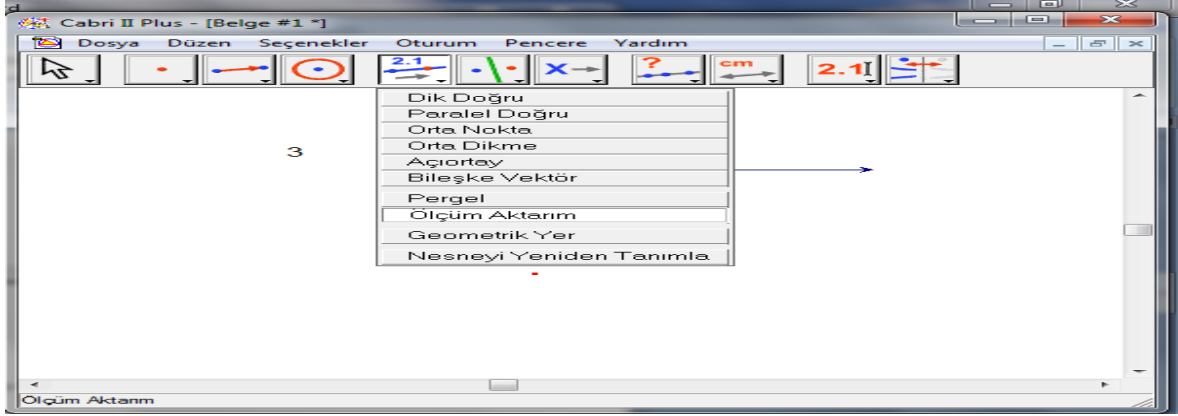 d
Cabri II Plus - [Belge #1 *]
Dosya Düzen Seçenekler Oturum Pencere Yardım
2.1 ? cm 2.1
Dik Doğru
Paralel Doğru
Orta Nokta
Orta Dikme
3
Açıortay
Bileşke Vektör
Pergel
Ölçüm Aktarım
Geometrik Yer
Nesneyi Yeniden Tanımla
Ölçüm Aktarım